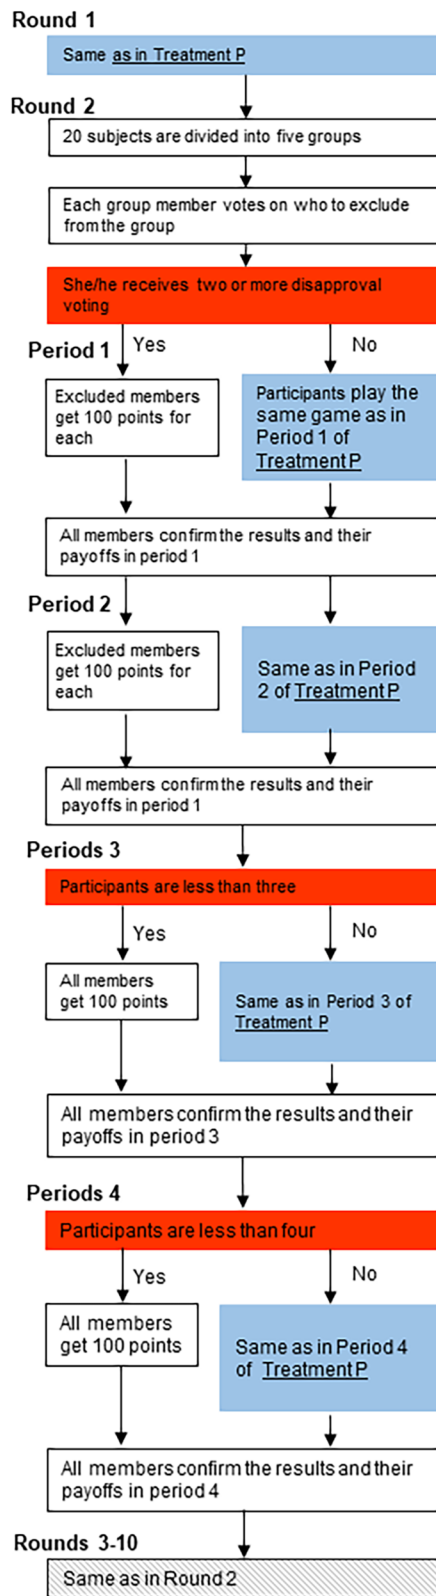 Round 1
Same as in Treatment P
Round 2
20 subjects are divided into five groups
Each group member votes on who to exclude
from the group
She/he receives two or more disapproval
voting
Yes
No
Period 1
Excluded members
get 100 points for
each
Participants play the
same game as in
Period 1 of
Treatment P
All members confirm the results and their
payoffs in period 1
Period 2
Excluded members
get 100 points for
each
Same as in Period
2 of Treatment P
All members confirm the results and their
payoffs in period 1
Periods 3
Participants are less than three
Yes
No
All members
get 100 points
Same as in Period 3 of
Treatment P
All members confirm the results and their
payoffs in period 3
Periods 4
Participants are less than four
Yes
No
All members
get 100 points
Same as in Period 4
of Treatment P
All members confirm the results and their
payoffs in period 4
Rounds 3-10
Same as in Round 2